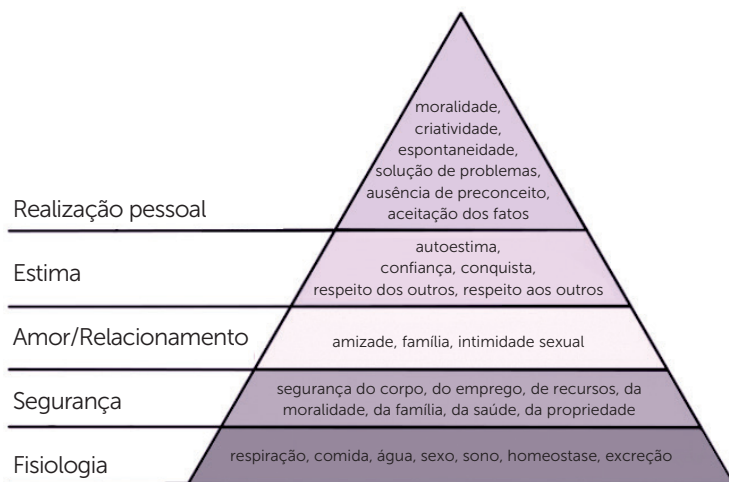 moralidade,
criatividade,
espontaneidade,
solução de problemas,
ausência de preconceito,
aceitação dos fatos
Realização pessoal
autoestima,
confiança, conquista,
respeito dos outros, respeito aos outros
Estima
amizade, família, intimidade sexual
Amor/Relacionamento
segurança do corpo, do emprego, de recursos, da
moralidade, da família, da saúde, da propriedade
Segurança
respiração, comida, água, sexo, sono, homeostase, excreção
Fisiologia